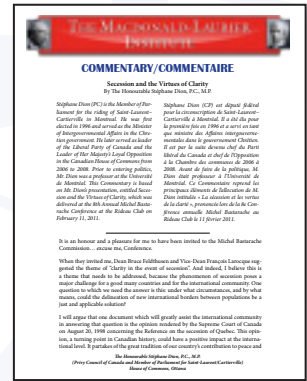 The Macdonald-Laurier
Institute
COMMENTARY/COMMENTAIRE
Secession and the Virtues of Clarity
By The Honourable Stéphane Dion, P.C., M.P.
Stéphane Dion (PC) is the Member of Par-
liament for the riding of Saint-Laurent–
Cartierville in Montreal. He was first
elected in 1996 and served as the Minister
of Intergovernmental Affairs in the Chré-
tien government. He later served as leader
of the Liberal Party of Canada and the
Leader of Her Majesty's Loyal Opposition
in the Canadian House of Commons from
2006 to 2008. Prior to entering politics,
Mr. Dion was a professor at the Université
de Montréal. This Commentary is based
on Mr. Dion's presentation, entitled Seces-
sion and the Virtues of Clarity, which was
delivered at the 8th Annual Michel Basta-
rache Conference at the Rideau Club on
February 11, 2011.
Stéphane Dion (CP) est député fédéral
pour la circonscription de Saint-Laurent–
Cartierville à Montréal. Il a été élu pour
la première fois en 1996 et a servi en tant
que ministre des Affaires intergouverne-
mentales dans le gouvernement Chrétien.
Il est par la suite devenu chef du Parti
libéral du Canada et chef de l'Opposition
à la Chambre des communes de 2006 à
2008. Avant de faire de la politique, M.
Dion était professeur à l'Université de
Montréal. Ce Commentaire reprend les
principaux éléments de l'allocution de M.
Dion intitulée « La sécession et les vertus
de la clarté », prononcée lors de la 8e Con-
férence annuelle Michel Bastarache au
Rideau Club le 11 février 2011.
It is an honour and a pleasure for me to have been invited to the Michel Bastarache
Commission… excuse me, Conference.
When they invited me, Dean Bruce Feldthusen and Vice-Dean François Larocque sug-
gested the theme of "clarity in the event of secession". And indeed, I believe this is
a theme that needs to be addressed, because the phenomenon of secession poses a
major challenge for a good many countries and for the international community. One
question to which we need the answer is this: under what circumstances, and by what
means, could the delineation of new international borders between populations be a
just and applicable solution?
I will argue that one document which will greatly assist the international community
in answering that question is the opinion rendered by the Supreme Court of Canada
on August 20, 1998 concerning the Reference on the secession of Quebec. This opin-
ion, a turning point in Canadian history, could have a positive impact at the interna-
tional level. It partakes of the great tradition of our country's contribution to peace and
The Honourable Stéphane Dion, P.C., M.P.
(Privy Council of Canada and Member of Parliament for Saint-Laurent/Cartierville)
House of Commons, Ottawa